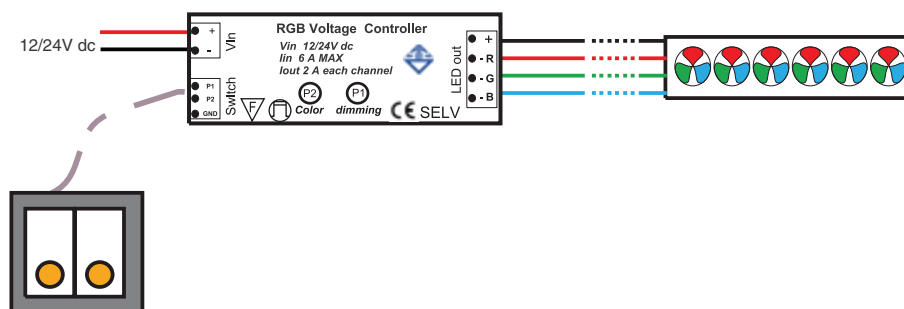 12/24V dc
+
-
Vin
RGB Voltage Controller
Vin 12/24V dc
Iin 6 A MAX
Iout 2 A each channel
P1
P2
GND
Switch
F
P2
Color
P1
dimming
CE SELV
LED out
+
- R
- G
- B